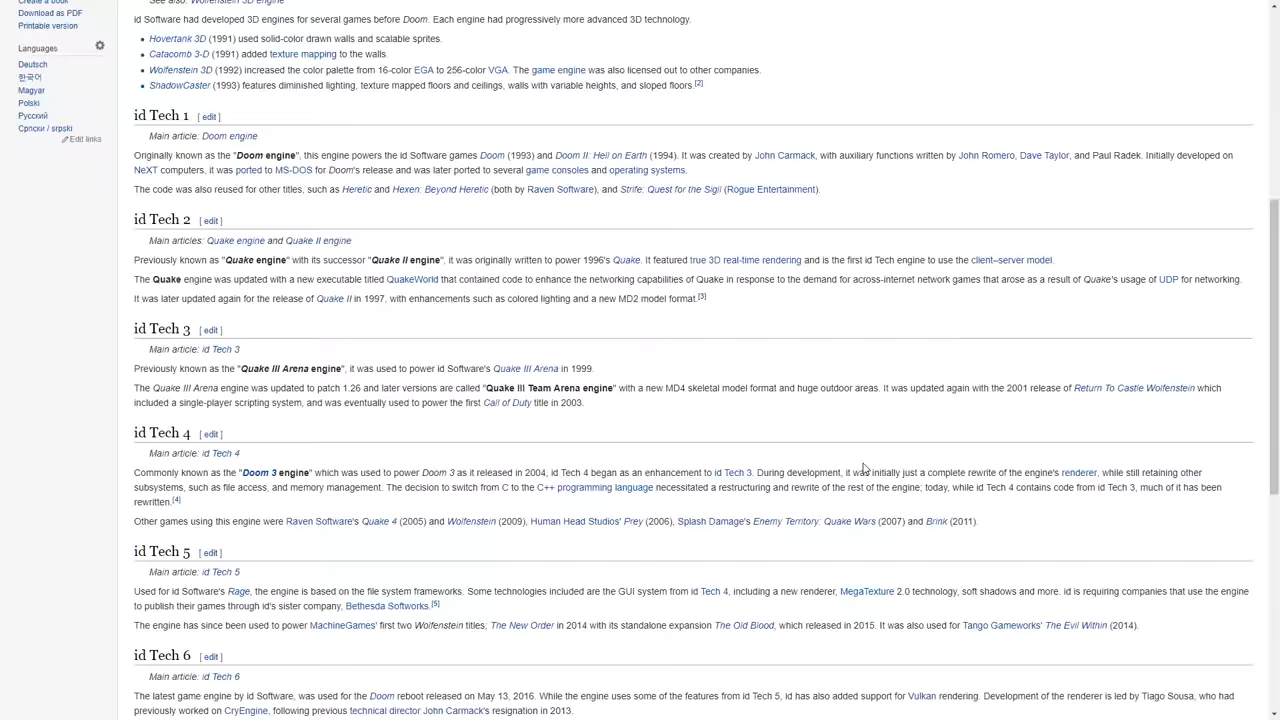 Create a book
Download as PDF
Printable version
Languages
Deutsch
한국어
Magyar
Polski
Русский
Српски / srpski
Edit links
See also: Wolfenstein 3D engine
id Software had developed 3D engines for several games before Doom. Each engine had progressively more advanced 3D technology.
• Hovertank 3D (1991) used solid-color drawn walls and scalable sprites.
• Catacomb 3-D (1991) added texture mapping to the walls.
• Wolfenstein 3D (1992) increased the color palette from 16-color EGA to 256-color VGA. The game engine was also licensed out to other companies.
• ShadowCaster (1993) features diminished lighting, texture mapped floors and ceilings, walls with variable heights, and sloped floors.[2]
id Tech 1 [ edit ]
Main article: Doom engine
Originally known as the "Doom engine", this engine powers the id Software games Doom (1993) and Doom II: Hell on Earth (1994). It was created by John Carmack, with auxiliary functions written by John Romero, Dave Taylor, and Paul Radek. Initially developed on
NeXT computers, it was ported to MS-DOS for Doom's release and was later ported to several game consoles and operating systems.
The code was also reused for other titles, such as Heretic and Hexen: Beyond Heretic (both by Raven Software), and Strife: Quest for the Sigil (Rogue Entertainment).
id Tech 2 [ edit ]
Main articles: Quake engine and Quake II engine
Previously known as "Quake engine" with its successor "Quake II engine", it was originally written to power 1996's Quake. It featured true 3D real-time rendering and is the first id Tech engine to use the client–server model.
The Quake engine was updated with a new executable titled QuakeWorld that contained code to enhance the networking capabilities of Quake in response to the demand for across-internet network games that arose as a result of Quake's usage of UDP for networking.
It was later updated again for the release of Quake II in 1997, with enhancements such as colored lighting and a new MD2 model format.[3]
id Tech 3 [ edit ]
Main article: id Tech 3
Previously known as the "Quake III Arena engine", it was used to power id Software's Quake III Arena in 1999.
The Quake III Arena engine was updated to patch 1.26 and later versions are called "Quake III Team Arena engine" with a new MD4 skeletal model format and huge outdoor areas. It was updated again with the 2001 release of Return To Castle Wolfenstein which
included a single-player scripting system, and was eventually used to power the first Call of Duty title in 2003.
id Tech 4 [ edit ]
Main article: id Tech 4
Commonly known as the "Doom 3 engine" which was used to power Doom 3 as it released in 2004, id Tech 4 began as an enhancement to id Tech 3. During development, it was initially just a complete rewrite of the engine's renderer, while still retaining other
subsystems, such as file access, and memory management. The decision to switch from C to the C++ programming language necessitated a restructuring and rewrite of the rest of the engine; today, while id Tech 4 contains code from id Tech 3, much of it has been
rewritten.[4]
Other games using this engine were Raven Software's Quake 4 (2005) and Wolfenstein (2009), Human Head Studios' Prey (2006), Splash Damage's Enemy Territory: Quake Wars (2007) and Brink (2011).
id Tech 5 [ edit ]
Main article: id Tech 5
Used for id Software's Rage, the engine is based on the file system frameworks. Some technologies included are the GUI system from id Tech 4, including a new renderer, MegaTexture 2.0 technology, soft shadows and more. id is requiring companies that use the engine
to publish their games through id's sister company, Bethesda Softworks.[5]
The engine has since been used to power MachineGames' first two Wolfenstein titles; The New Order in 2014 with its standalone expansion The Old Blood, which released in 2015. It was also used for Tango Gameworks' The Evil Within (2014).
id Tech 6 [ edit ]
Main article: id Tech 6
The latest game engine by id Software, was used for the Doom reboot released on May 13, 2016. While the engine uses some of the features from id Tech 5, id has also added support for Vulkan rendering. Development of the renderer is led by Tiago Sousa, who had
previously worked on CryEngine, following previous technical director John Carmack's resignation in 2013.